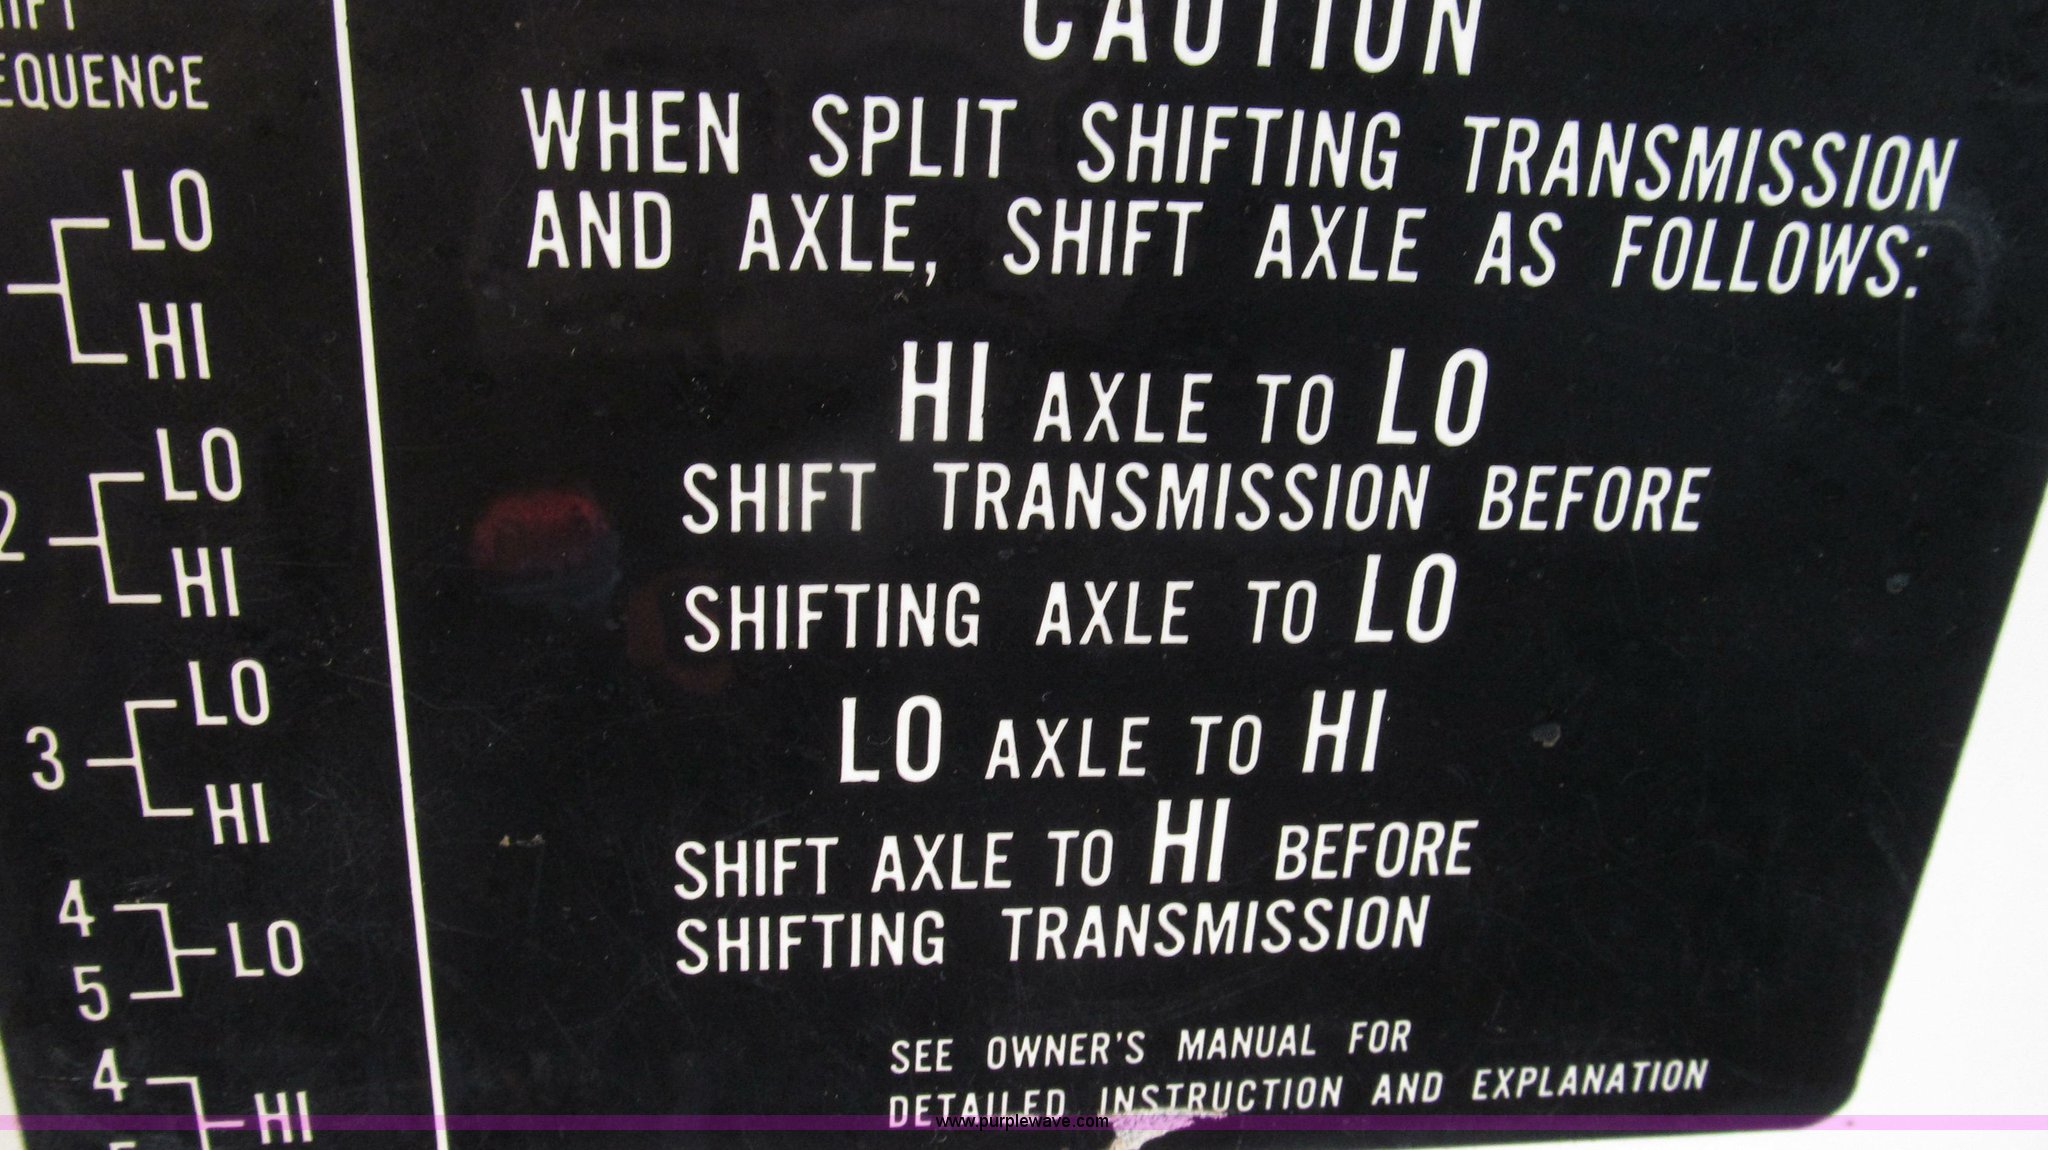 SEQUENCE
LO
HI
2
LO
HI
3
LO
HI
4
5
LO
4
HI
CAUTION
WHEN SPLIT SHIFTING TRANSMISSION
AND AXLE, SHIFT AXLE AS FOLLOWS:
HI AXLE TO LO
SHIFT TRANSMISSION BEFORE
SHIFTING AXLE TO LO
LO AXLE TO HI
SHIFT AXLE TO HI BEFORE
SHIFTING TRANSMISSION
SEE OWNER'S MANUAL FOR
DETAILED INSTRUCTION AND EXPLANATION
www.purplewave.com